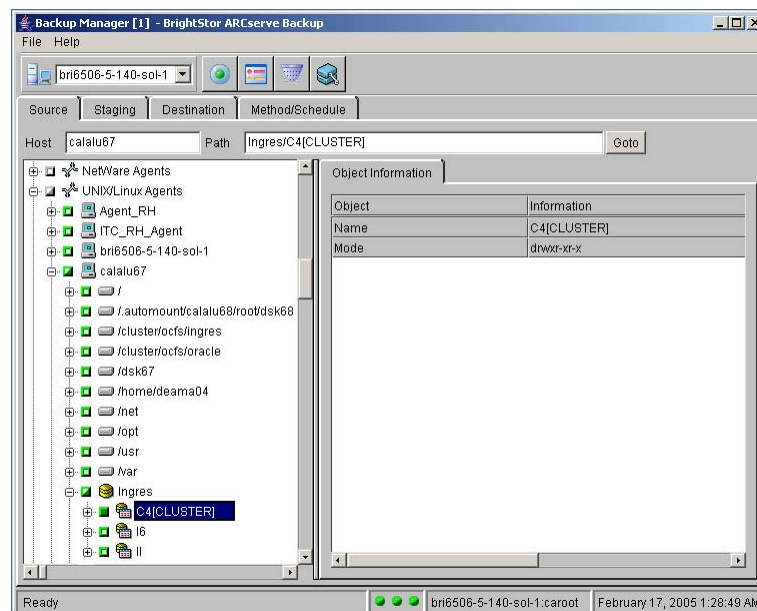 Backup Manager [1] - BrightStor ARCserve Backup
File Help
bri6506-5-140-sol-1
Source Staging Destination Method/Schedule
Host calalu67 Path Ingres/C4[CLUSTER] Goto
NetWare Agents
UNIX/Linux Agents
Agent_RH
ITC_RH_Agent
bri6506-5-140-sol-1
calalu67
/
/.automount/calalu68/root/dsk68
/cluster/ocfs/ingres
/cluster/ocfs/oracle
/dsk67
/home/deama04
/net
/opt
/usr
/var
Ingres
C4[CLUSTER]
I6
II
Object Information
Object Information
Name C4[CLUSTER]
Mode drwxr-xr-x
Ready bri6506-5-140-sol-1:caroot February 17, 2005 1:28:49 AM